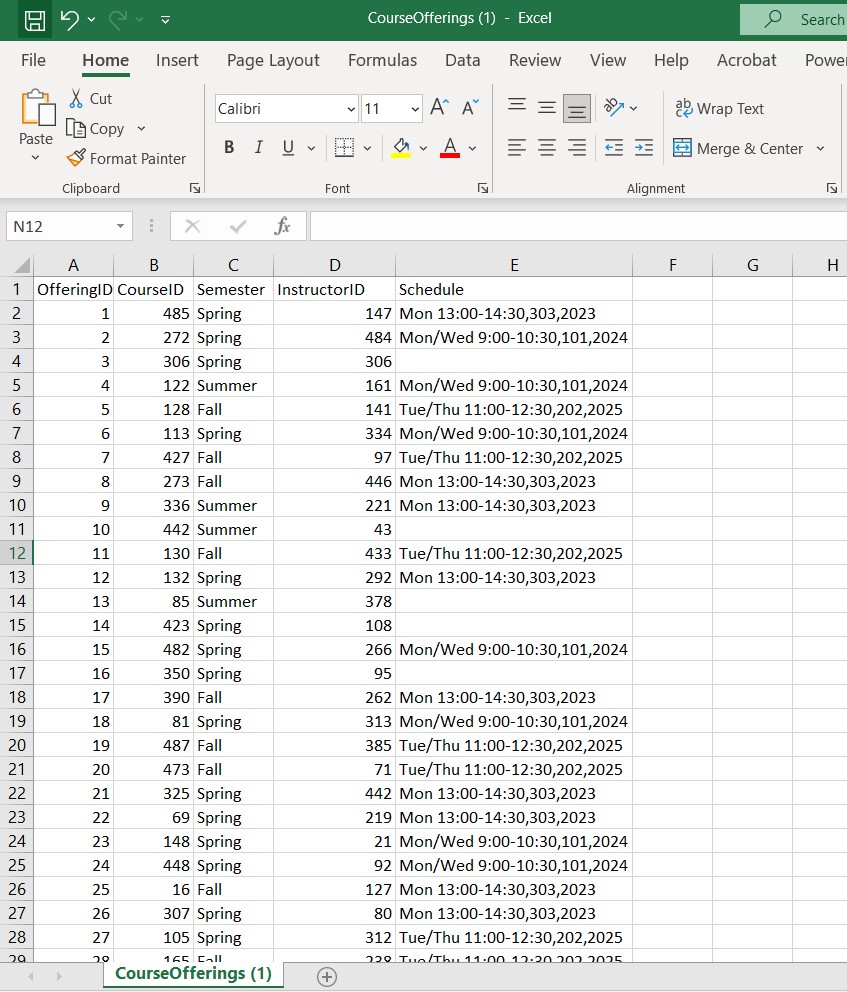 CourseOfferings (1) - Excel
Search
File Home Insert Page Layout Formulas Data Review View Help Acrobat Power
Paste
Cut
Copy
Format Painter
Clipboard
Calibri 11
B I U
Font
Wrap Text
Merge & Center
Alignment
N12 fx
A B C D E F G H
1 OfferingID CourseID Semester InstructorID Schedule
2 1 485 Spring 147 Mon 13:00-14:30,303,2023
3 2 272 Spring 484 Mon/Wed 9:00-10:30,101,2024
4 3 306 Spring 306
5 4 122 Summer 161 Mon/Wed 9:00-10:30,101,2024
6 5 128 Fall 141 Tue/Thu 11:00-12:30,202,2025
7 6 113 Spring 334 Mon/Wed 9:00-10:30,101,2024
8 7 427 Fall 97 Tue/Thu 11:00-12:30,202,2025
9 8 273 Fall 446 Mon 13:00-14:30,303,2023
10 9 336 Summer 221 Mon 13:00-14:30,303,2023
11 10 442 Summer 43
12 11 130 Fall 433 Tue/Thu 11:00-12:30,202,2025
13 12 132 Spring 292 Mon 13:00-14:30,303,2023
14 13 85 Summer 378
15 14 423 Spring 108
16 15 482 Spring 266 Mon/Wed 9:00-10:30,101,2024
17 16 350 Spring 95
18 17 390 Fall 262 Mon 13:00-14:30,303,2023
19 18 81 Spring 313 Mon/Wed 9:00-10:30,101,2024
20 19 487 Fall 385 Tue/Thu 11:00-12:30,202,2025
21 20 473 Fall 71 Tue/Thu 11:00-12:30,202,2025
22 21 325 Spring 442 Mon 13:00-14:30,303,2023
23 22 69 Spring 219 Mon 13:00-14:30,303,2023
24 23 148 Spring 21 Mon/Wed 9:00-10:30,101,2024
25 24 448 Spring 92 Mon/Wed 9:00-10:30,101,2024
26 25 16 Fall 127 Mon 13:00-14:30,303,2023
27 26 307 Spring 80 Mon 13:00-14:30,303,2023
28 27 105 Spring 312 Tue/Thu 11:00-12:30,202,2025
29 28 165 Fall 238 Tue/Thu 11:00-12:30,202,2025
CourseOfferings (1)